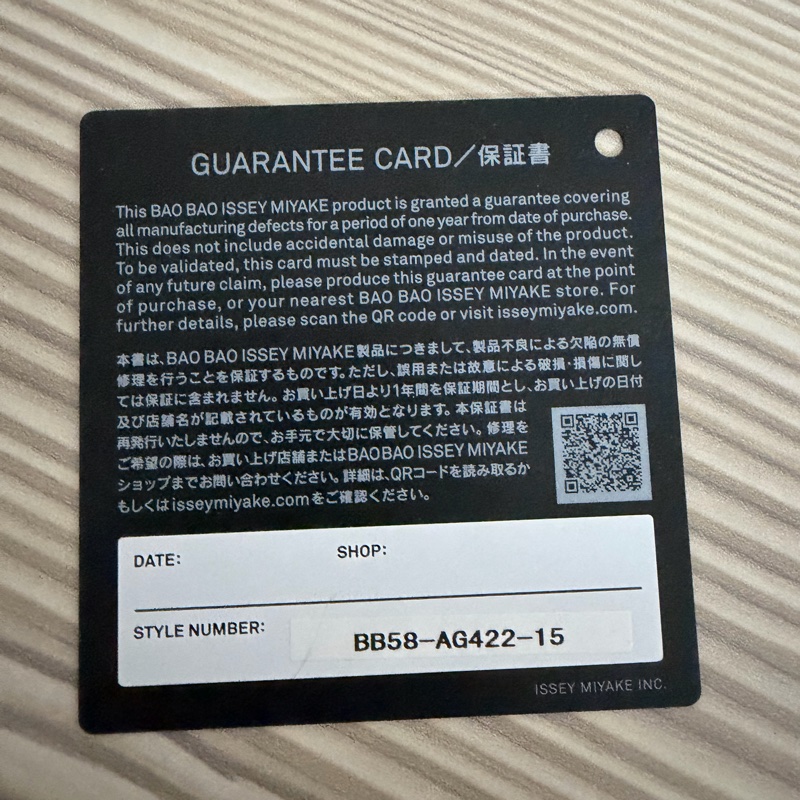 GUARANTEE CARD/保証書
This BAO BAO ISSEY MIYAKE product is granted a guarantee covering
all manufacturing defects for a period of one year from date of purchase.
This does not include accidental damage or misuse of the product.
To be validated, this card must be stamped and dated. In the event
of any future claim, please produce this guarantee card at the point
of purchase, or your nearest BAO BAO ISSEY MIYAKE store. For
further details, please scan the QR code or visit isseymiyake.com.
本書は、BAO BAO ISSEY MIYAKE製品につきまして、製品不良による欠陥の無償
修理を行うことを保証するものです。ただし、誤用または故意による破損・損傷に関し
ては保証に含まれません。お買い上げ日より1年間を保証期間とし、お買い上げの日付
及び店舗名が記載されているものが有効となります。本保証書は
再発行いたしませんので、お手元で大切に保管してください。修理を
ご希望の際は、お買い上げ店舗またはBAO BAO ISSEY MIYAKE
ショップまでお問い合わせください。詳細は、QRコードを読み取るか
もしくはisseymiyake.comをご確認ください。
DATE: SHOP:
STYLE NUMBER: BB58-AG422-15
ISSEY MIYAKE INC.